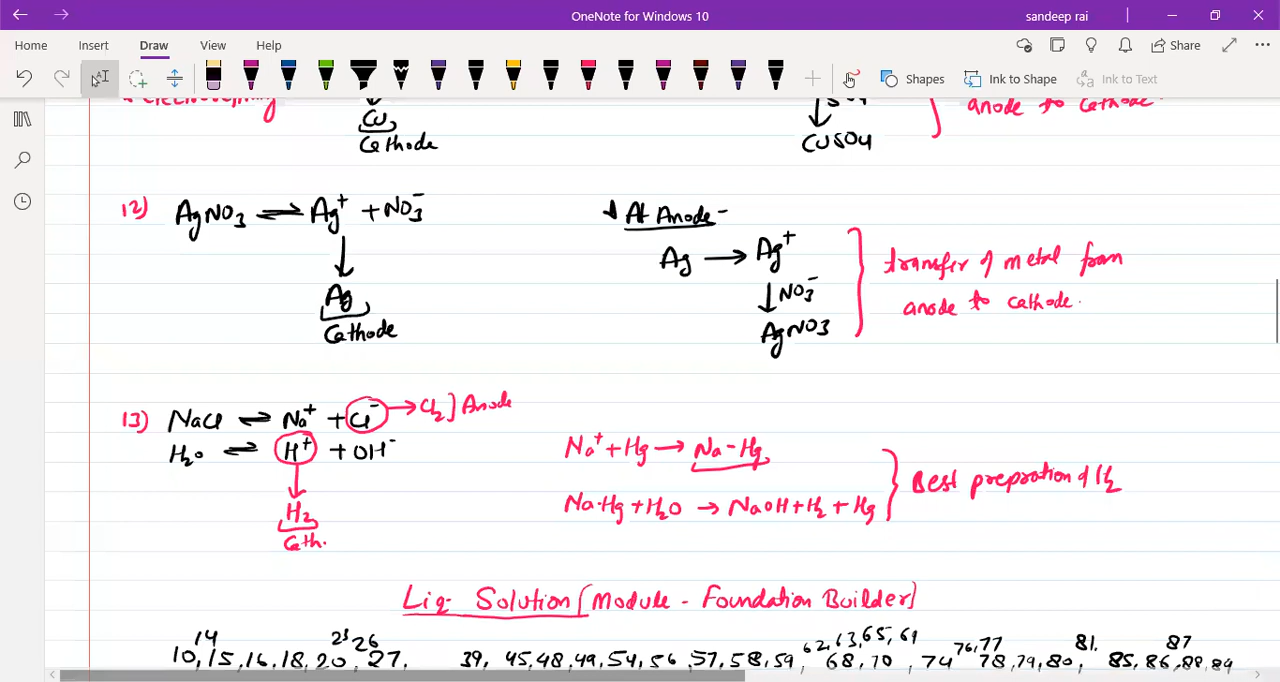 OneNote for Windows 10
sandeep rai
Home Insert Draw View Help
Share
Shapes
Ink to Shape
Ink to Text
Cu
Cathode
CuSO4
anode to cathode
12) AgNO3 ⇌ Ag+ + NO3-
Ag
Cathode
At Anode -
Ag → Ag+
↓ NO3-
AgNO3
transfer of metal from
anode to cathode.
13) NaCl ⇌ Na+ + Cl- → Cl2] Anode
H2O ⇌ H+ + OH-
H2
Cath.
Na+ + Hg → Na-Hg
Na-Hg + H2O → NaOH + H2 + Hg
Best prepration of H2
Liq. Solution [Module - Foundation Builder]
14 25 26 62, 63, 65, 69 76, 77 81, 87
10, 15, 16, 18, 20, 27, 39, 45, 48, 49, 54, 56, 57, 58, 59, 68, 70, 74, 78, 79, 80, 85, 86, 88, 89